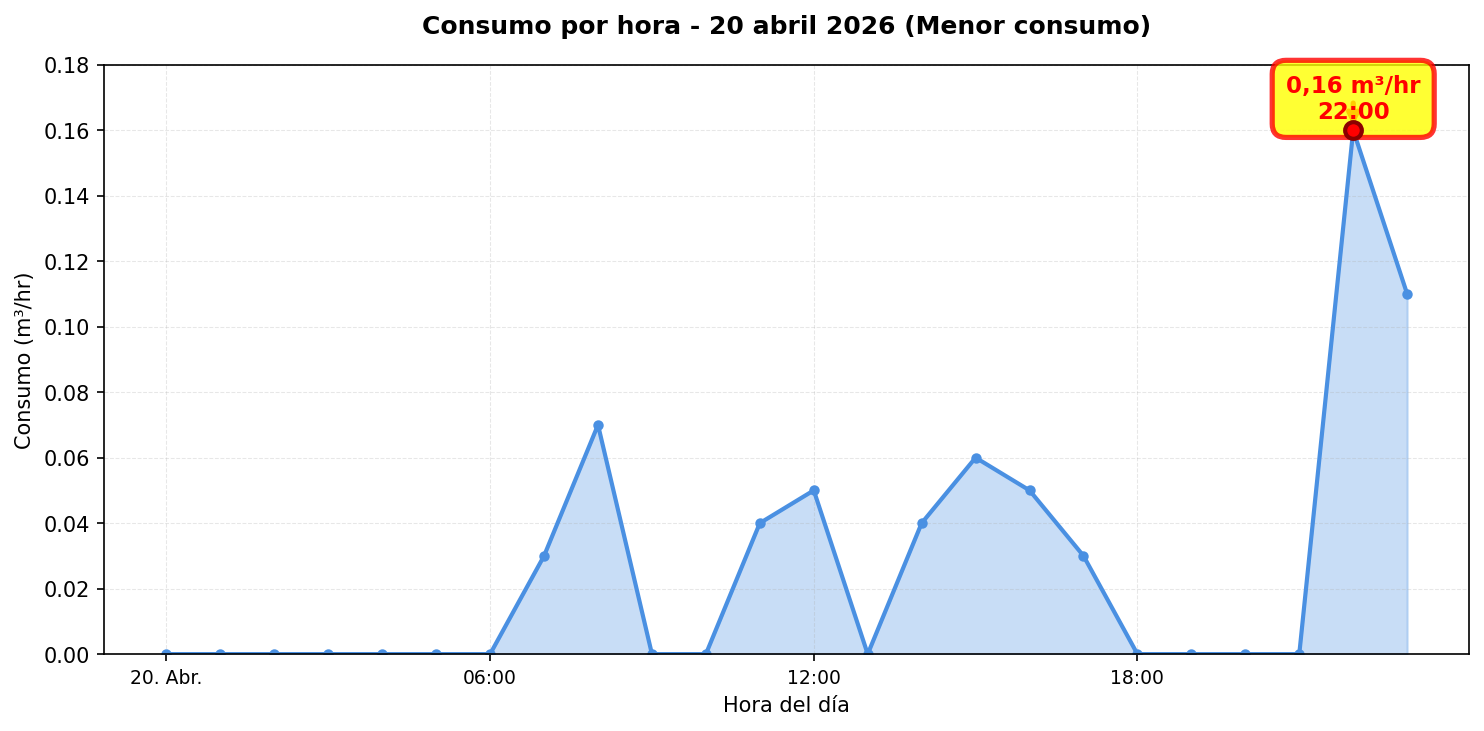 Consumo por hora - 20 abril 2026 (Menor consumo)
0,16 m³/hr
22:00
0.18
0.16
0.14
0.12
0.10
0.08
0.06
0.04
0.02
0.00
Consumo (m³/hr)
20. Abr.
06:00
12:00
18:00
Hora del día